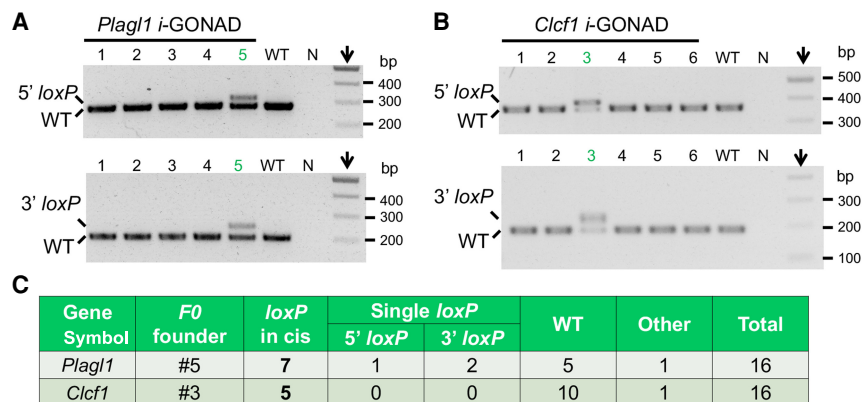 A
Plagl1 i-GONAD
1 2 3 4 5 WT N
bp
5' loxP
WT
400
300
200
1 2 3 4 5 WT N
bp
3' loxP
WT
400
300
200
B
Clcf1 i-GONAD
1 2 3 4 5 6 WT N
bp
5' loxP
WT
500
400
300
1 2 3 4 5 6 WT N
bp
3' loxP
WT
300
200
100
C
Gene Symbol F0 founder loxP in cis Single loxP WT Other Total
5' loxP 3' loxP
Plagl1 #5 7 1 2 5 1 16
Clcf1 #3 5 0 0 10 1 16